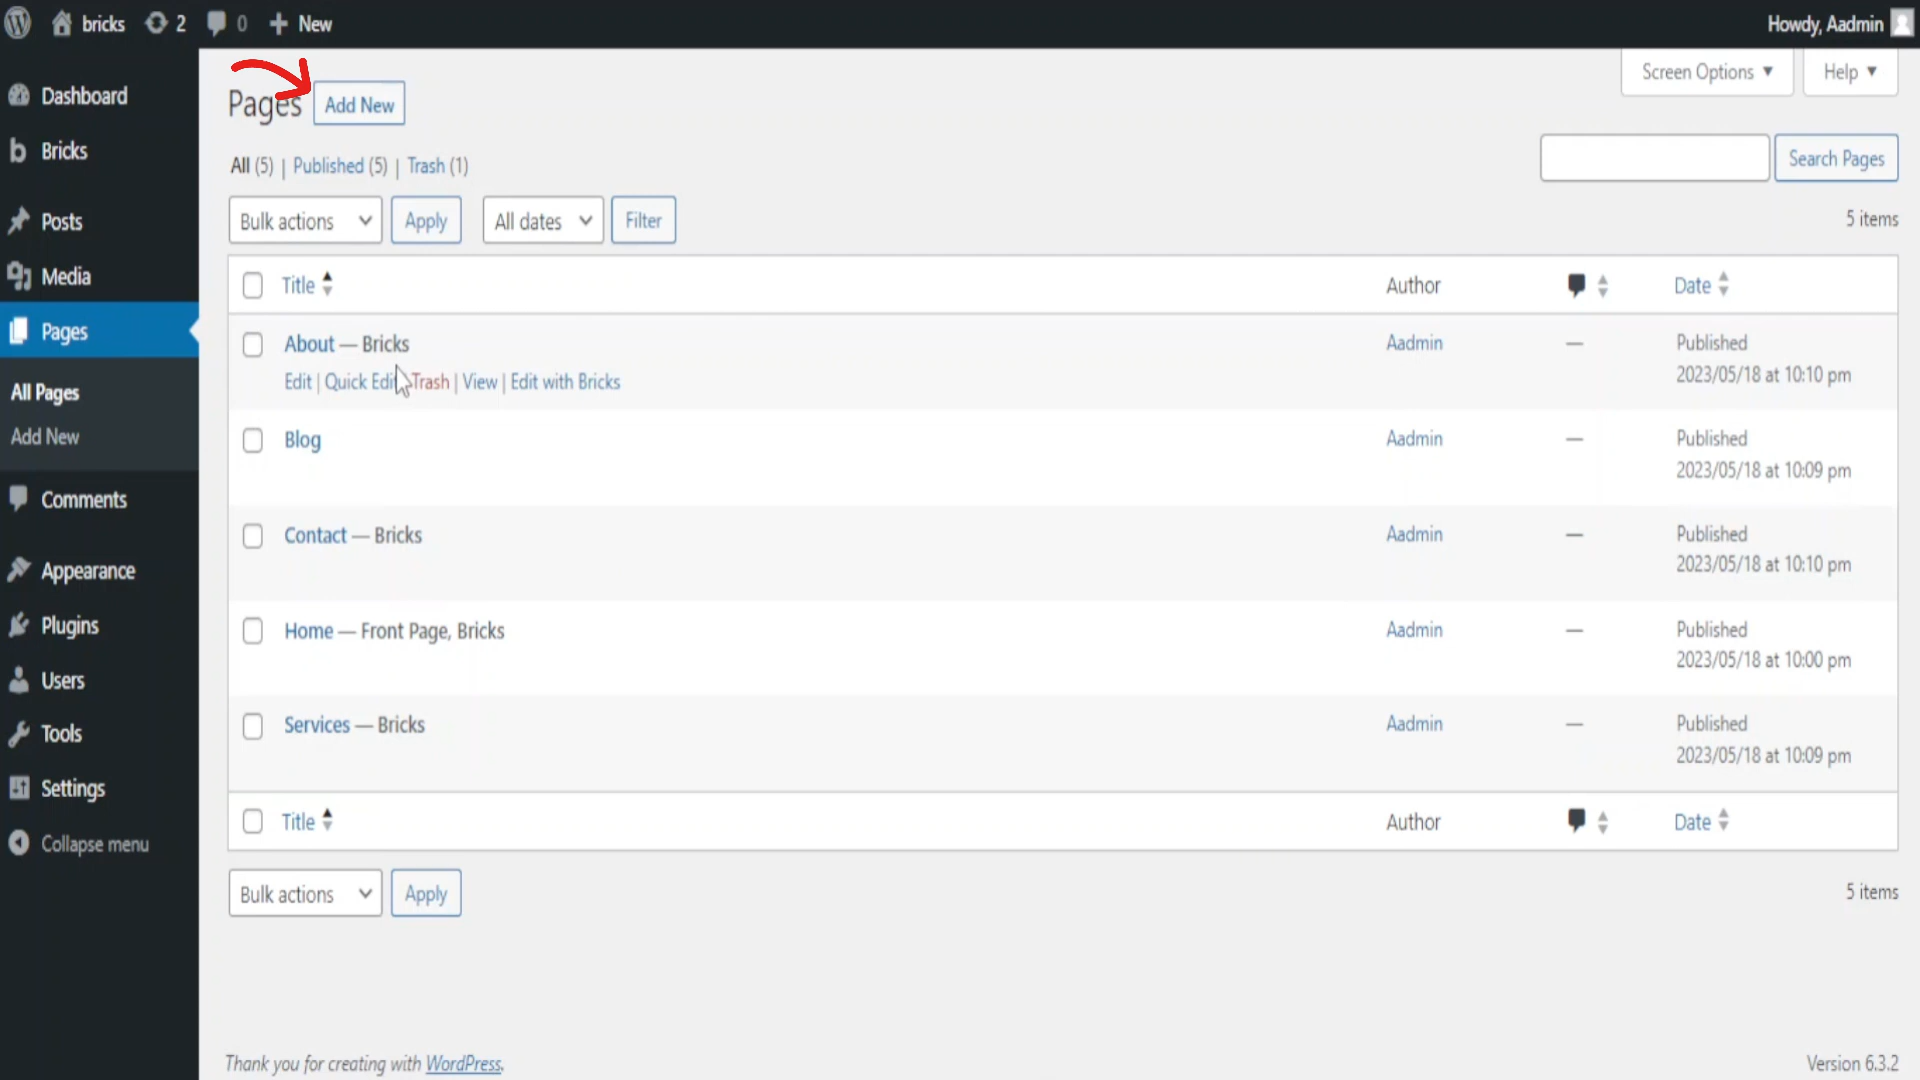 bricks 2 0 New Howdy, Aadmin
Screen Options Help
Dashboard
Bricks
Posts
Media
Pages
All Pages
Add New
Comments
Appearance
Plugins
Users
Tools
Settings
Collapse menu
Pages Add New
All (5) | Published (5) | Trash (1)
Search Pages
Bulk actions Apply All dates Filter 5 items
Title Author Date
About — Bricks Aadmin — Published
Edit | Quick Edit Trash | View | Edit with Bricks 2023/05/18 at 10:10 pm
Blog Aadmin — Published
2023/05/18 at 10:09 pm
Contact — Bricks Aadmin — Published
2023/05/18 at 10:10 pm
Home — Front Page, Bricks Aadmin — Published
2023/05/18 at 10:00 pm
Services — Bricks Aadmin — Published
2023/05/18 at 10:09 pm
Title Author Date
Bulk actions Apply 5 items
Thank you for creating with WordPress. Version 6.3.2